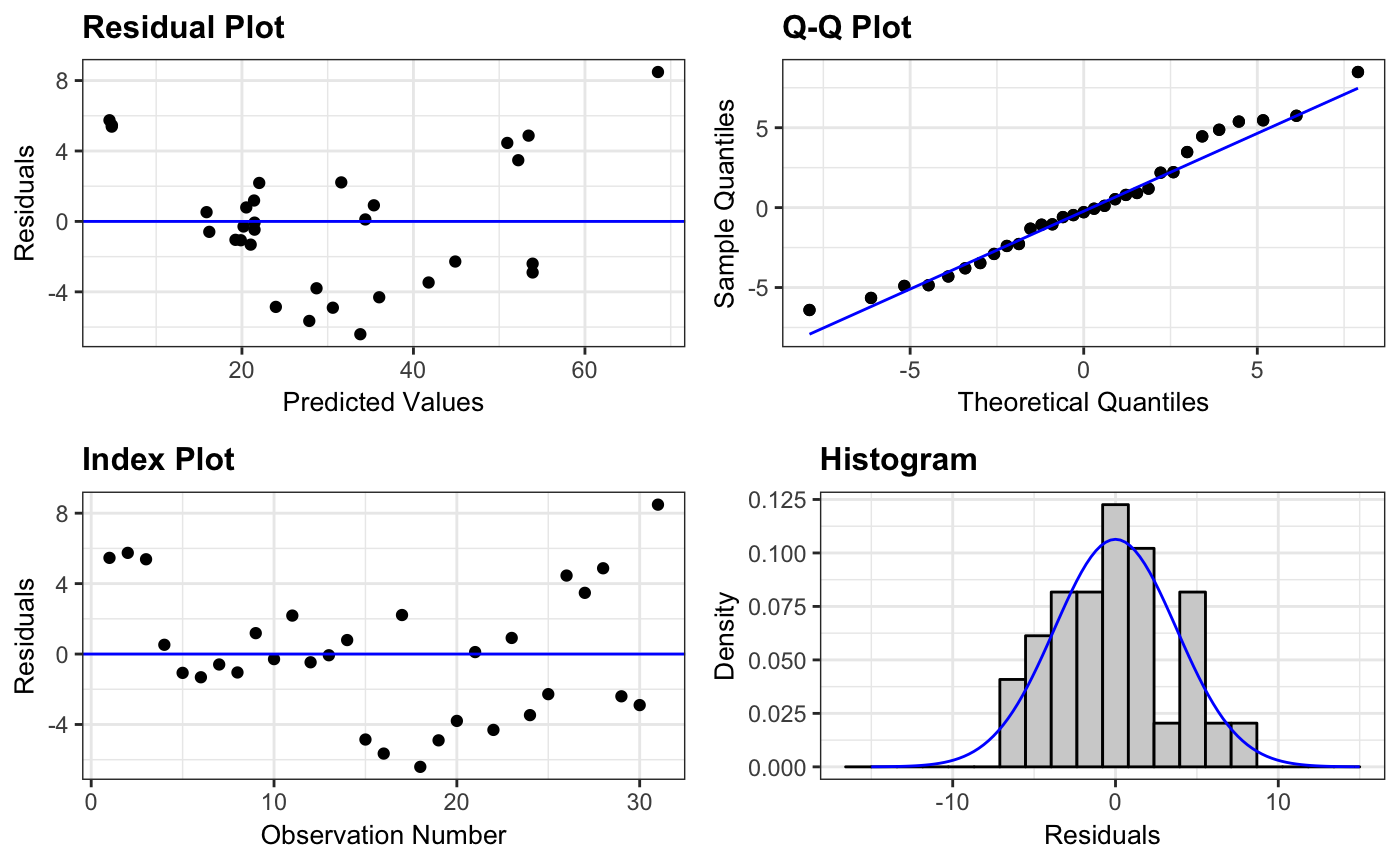 Residual Plot
8
4
0
-4
Residuals
20 40 60
Predicted Values
Q-Q Plot
5
0
-5
Sample Quantiles
-5 0 5
Theoretical Quantiles
Index Plot
8
4
0
-4
Residuals
0 10 20 30
Observation Number
Histogram
0.125
0.100
0.075
0.050
0.025
0.000
Density
-10 0 10
Residuals